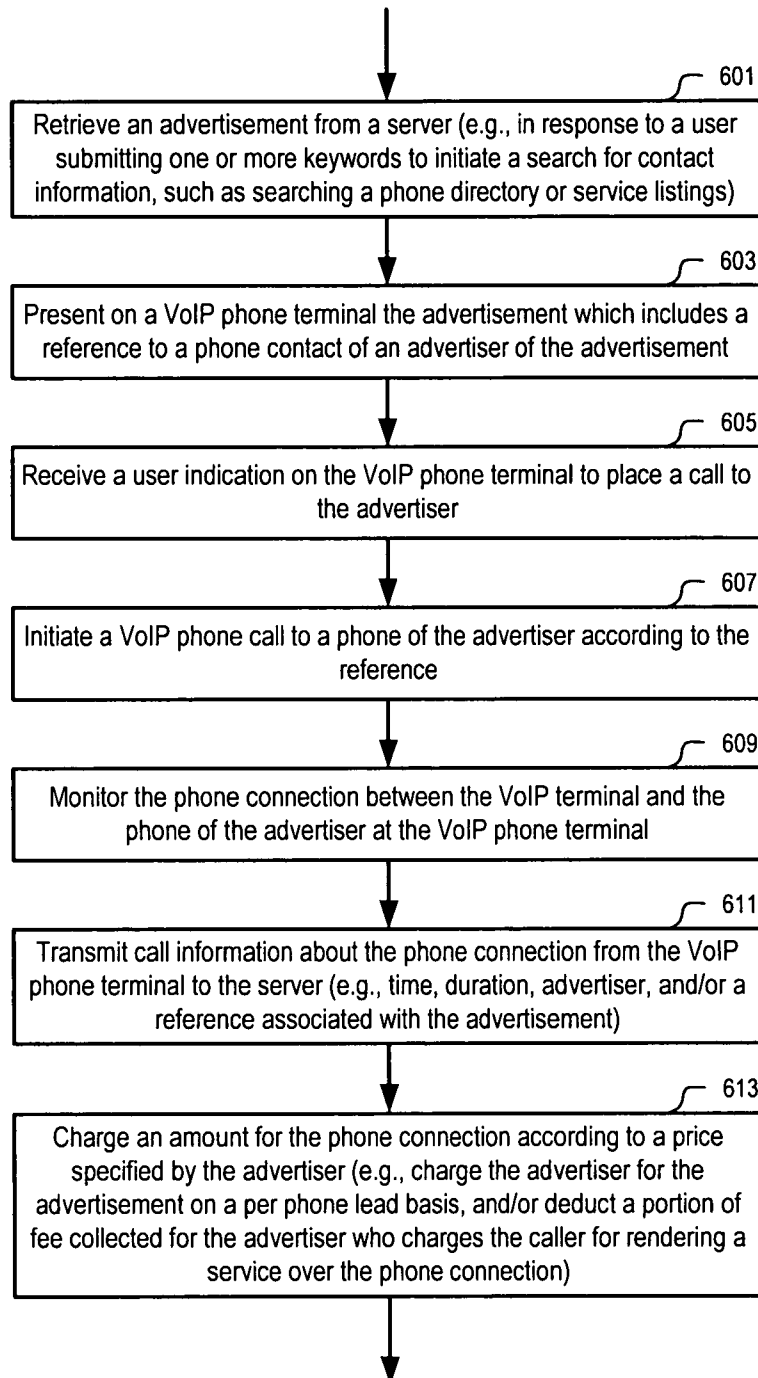 601
Retrieve an advertisement from a server (e.g., in response to a user
submitting one or more keywords to initiate a search for contact
information, such as searching a phone directory or service listings)
603
Present on a VoIP phone terminal the advertisement which includes a
reference to a phone contact of an advertiser of the advertisement
605
Receive a user indication on the VoIP phone terminal to place a call to
the advertiser
607
Initiate a VoIP phone call to a phone of the advertiser according to the
reference
609
Monitor the phone connection between the VoIP terminal and the
phone of the advertiser at the VoIP phone terminal
611
Transmit call information about the phone connection from the VoIP
phone terminal to the server (e.g., time, duration, advertiser, and/or a
reference associated with the advertisement)
613
Charge an amount for the phone connection according to a price
specified by the advertiser (e.g., charge the advertiser for the
advertisement on a per phone lead basis, and/or deduct a portion of
fee collected for the advertiser who charges the caller for rendering a
service over the phone connection)